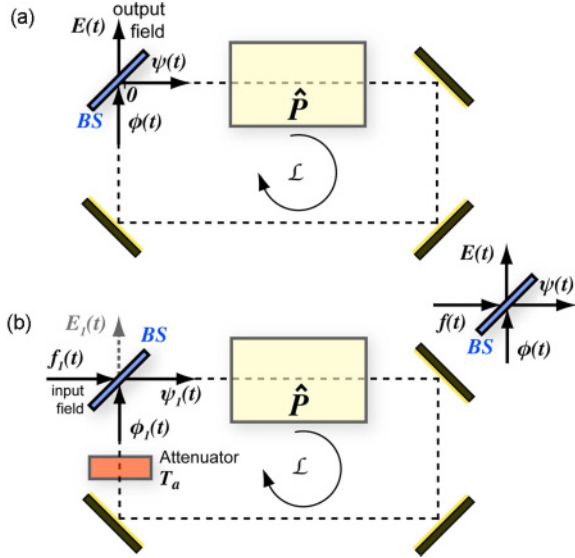 (a)
E(t)
output
field
ψ(t)
0
BS
ϕ(t)
P̂
ℒ
E(t)
ψ(t)
f(t)
BS
ϕ(t)
(b)
E₁(t)
BS
f₁(t)
input
field
ψ₁(t)
P̂
ϕ₁(t)
Attenuator
Tₐ
ℒ